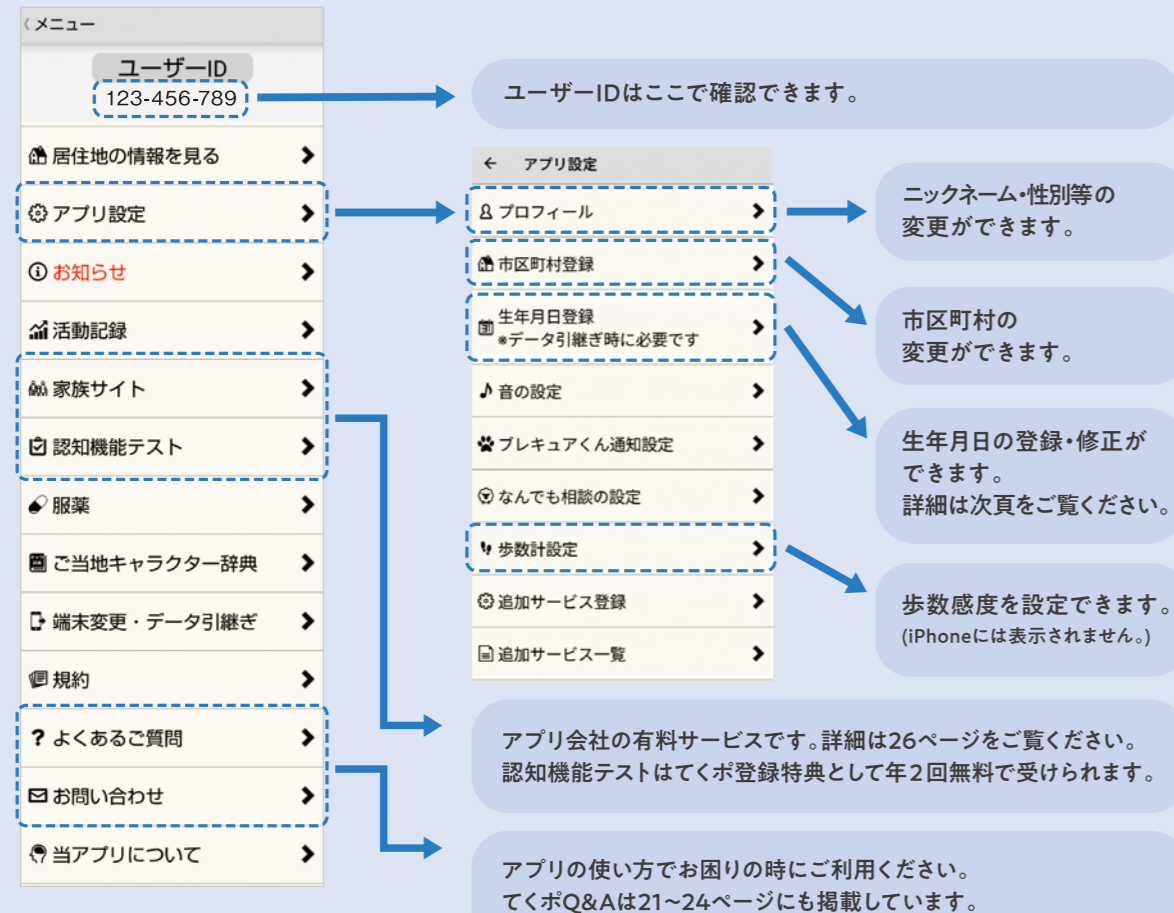 〈メニュー
ユーザーID
123-456-789
居住地の情報を見る
アプリ設定
お知らせ
活動記録
家族サイト
認知機能テスト
服薬
ご当地キャラクター辞典
端末変更・データ引継ぎ
規約
? よくあるご質問
お問い合わせ
当アプリについて
ユーザーIDはここで確認できます。
← アプリ設定
プロフィール
市区町村登録
生年月日登録
※データ引継ぎ時に必要です
音の設定
ブレキュアくん通知設定
なんでも相談の設定
歩数計設定
追加サービス登録
追加サービス一覧
ニックネーム・性別等の
変更ができます。
市区町村の
変更ができます。
生年月日の登録・修正が
できます。
詳細は次頁をご覧ください。
歩数感度を設定できます。
(iPhoneには表示されません。)
アプリ会社の有料サービスです。詳細は26ページをご覧ください。
認知機能テストはてくポ登録特典として年2回無料で受けられます。
アプリの使い方でお困りの時にご利用ください。
てくポQ&Aは21~24ページにも掲載しています。